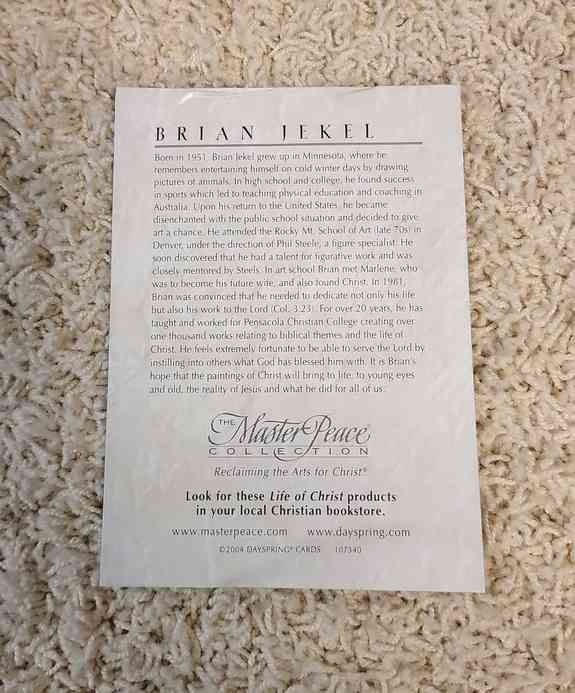 BRIAN JEKEL
Born in 1951, Brian Jekel grew up in Minnesota, where he
remembers entertaining himself on cold winter days by drawing
pictures of animals. In high school and college, he found success
in sports which led to teaching physical education and coaching in
Australia. Upon his return to the United States, he became
disenchanted with the public school situation and decided to give
art a chance. He attended the Rocky Mt. School of Art (late 70s) in
Denver, under the direction of Phil Steele, a figure specialist. He
soon discovered that he had a talent for figurative work and was
closely mentored by Steels. In art school Brian met Marlene, who
was to become his future wife, and also found Christ. In 1981,
Brian was convinced that he needed to dedicate not only his life
but also his work to the Lord (Col. 3:23). For over 20 years, he has
taught and worked for Pensacola Christian College creating over
one thousand works relating to biblical themes and the life of
Christ. He feels extremely fortunate to be able to serve the Lord by
instilling into others what God has blessed him with. It is Brian's
hope that the paintings of Christ will bring to life, to young eyes
and old, the reality of Jesus and what he did for all of us.
THE MasterPeace
COLLECTION
Reclaiming the Arts for Christ®
Look for these Life of Christ products
in your local Christian bookstore.
www.masterpeace.com www.dayspring.com
©2004 DAYSPRING® CARDS 107340